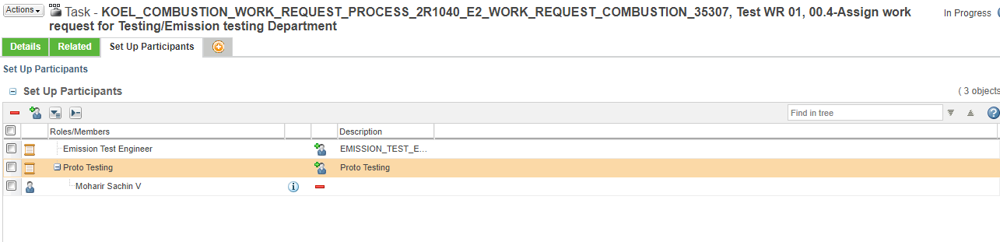 Actions
Task - KOEL_COMBUSTION_WORK_REQUEST_PROCESS_2R1040_E2_WORK_REQUEST_COMBUSTION_35307, Test WR 01, 00.4-Assign work
request for Testing/Emission testing Department
In Progress
Details Related Set Up Participants
Set Up Participants
Set Up Participants
( 3 objects
Find in tree
Roles/Members Description
Emission Test Engineer EMISSION_TEST_E...
Proto Testing Proto Testing
Moharir Sachin V